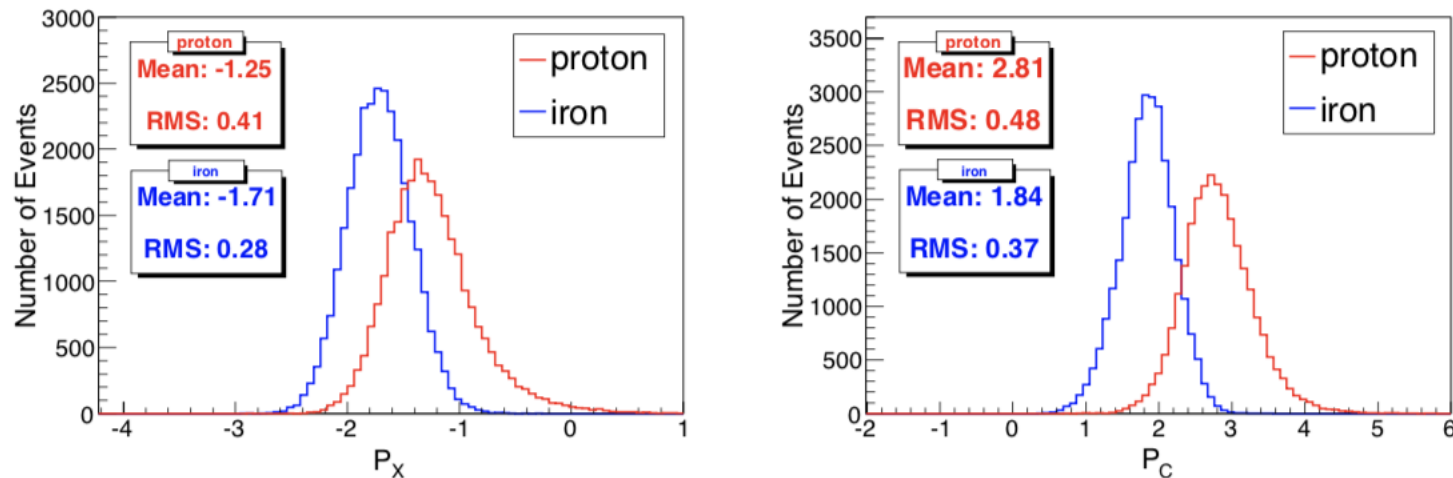 3000
2500
2000
1500
1000
500
0
Number of Events
proton
Mean: -1.25
RMS: 0.41
iron
Mean: -1.71
RMS: 0.28
proton
iron
-4 -3 -2 -1 0 1
P_X
3500
3000
2500
2000
1500
1000
500
0
Number of Events
proton
Mean: 2.81
RMS: 0.48
iron
Mean: 1.84
RMS: 0.37
proton
iron
-2 -1 0 1 2 3 4 5 6
P_C